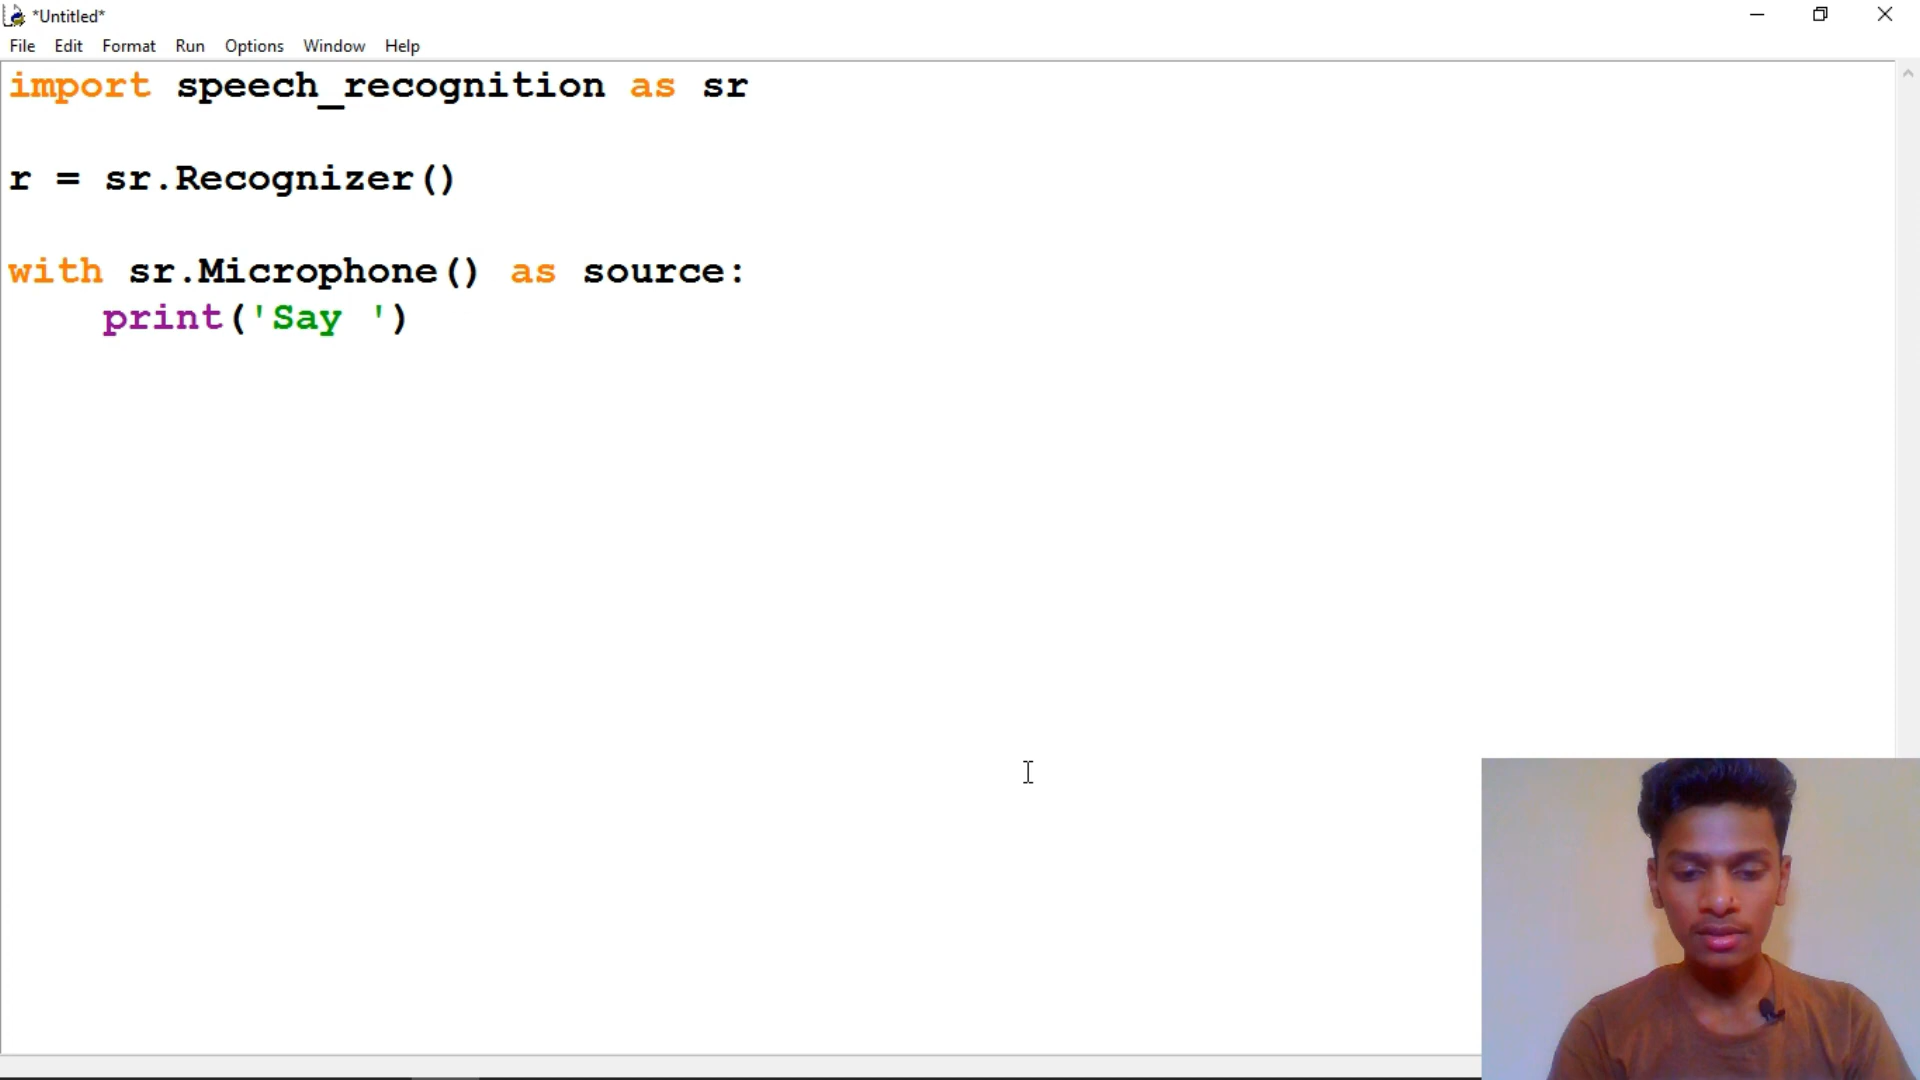 *Untitled*
File Edit Format Run Options Window Help
import speech_recognition as sr
r = sr.Recognizer()
with sr.Microphone() as source:
    print('Say ')